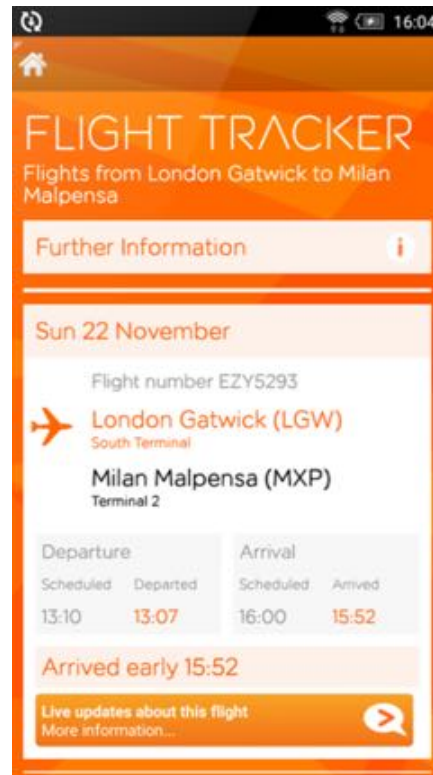 16:04
FLIGHT TRACKER
Flights from London Gatwick to Milan
Malpensa
Further Information i
Sun 22 November
Flight number EZY5293
London Gatwick (LGW)
South Terminal
Milan Malpensa (MXP)
Terminal 2
Departure Arrival
Scheduled Departed Scheduled Arrived
13:10 13:07 16:00 15:52
Arrived early 15:52
Live updates about this flight
More information...